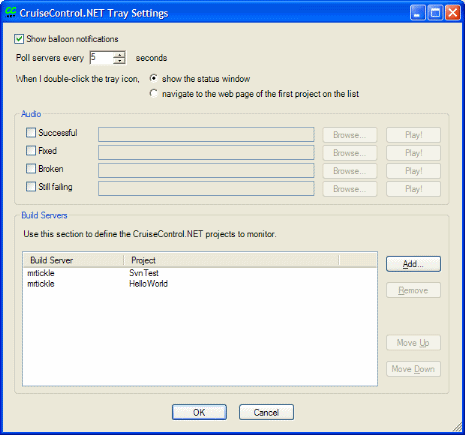 CruiseControl.NET Tray Settings
Show balloon notifications
Poll servers every 5 seconds
When I double-click the tray icon, show the status window
navigate to the web page of the first project on the list
Audio
Successful Browse... Play!
Fixed Browse... Play!
Broken Browse... Play!
Still failing Browse... Play!
Build Servers
Use this section to define the CruiseControl.NET projects to monitor.
Build Server Project
mrtickle SvnTest
mrtickle HelloWorld
Add...
Remove
Move Up
Move Down
OK Cancel